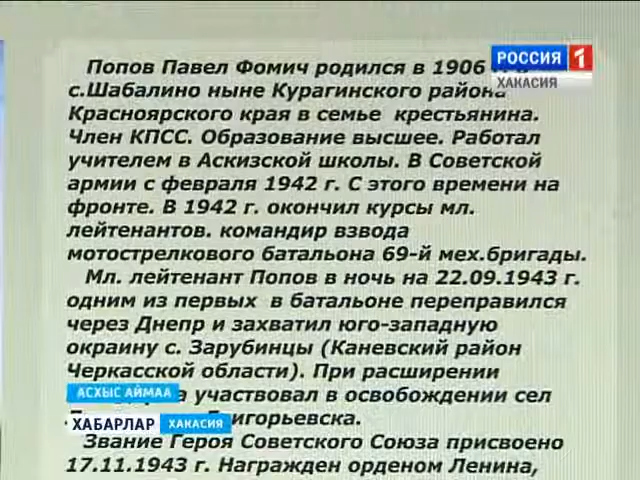 Попов Павел Фомич родился в 1906
РОССИЯ 1
ХАКАСИЯ
с.Шабалино ныне Курагинского района
Красноярского края в семье крестьянина.
Член КПСС. Образование высшее. Работал
учителем в Аскизской школы. В Советской
армии с февраля 1942 г. С этого времени на
фронте. В 1942 г. окончил курсы мл.
лейтенантов. командир взвода
мотострелкового батальона 69-й мех.бригады.
Мл. лейтенант Попов в ночь на 22.09.1943 г.
одним из первых в батальоне переправился
через Днепр и захватил юго-западную
окраину с. Зарубинцы (Каневский район
Черкасской области). При расширении
АСХЫС АЙМАА
участвовал в освобождении сел
ХАБАРЛАР ХАКАСИЯ
Григорьевска.
Звание Героя Советского Союза присвоено
17.11.1943 г. Награжден орденом Ленина,